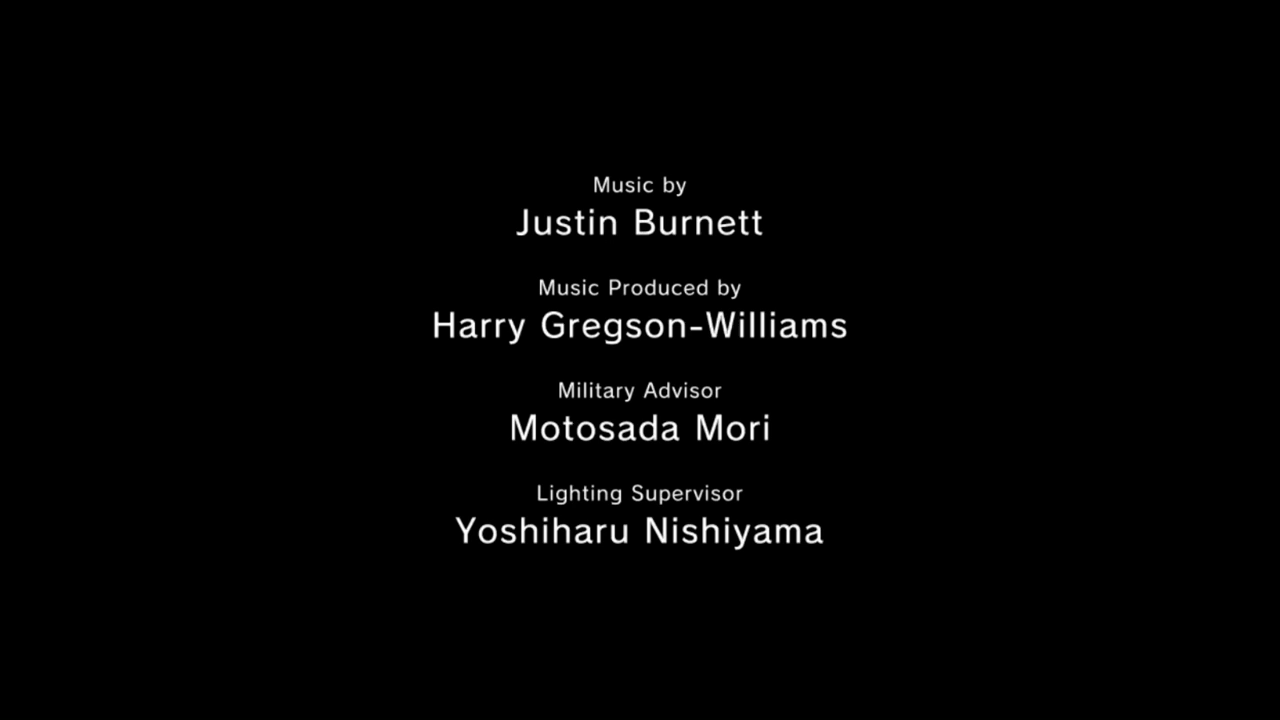 Music by
Justin Burnett
Music Produced by
Harry Gregson-Williams
Military Advisor
Motosada Mori
Lighting Supervisor
Yoshiharu Nishiyama